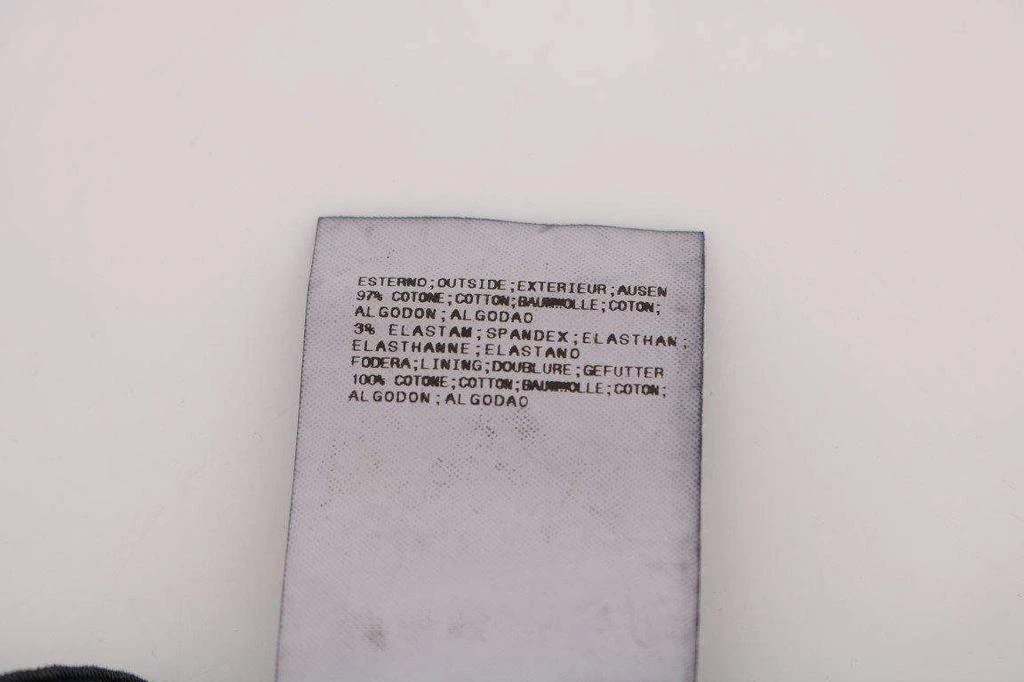 ESTERNO;OUTSIDE;EXTERIEUR;AUSEN
97% COTONE;COTTON;BAUMWOLLE;COTON;
ALGODON;ALGODAO
3% ELASTAM;SPANDEX;ELASTHAN;
ELASTHANNE;ELASTANO
FODERA;LINING;DOUBLURE;GEFUTTER
100% COTONE;COTTON;BAUMWOLLE;COTON;
ALGODON;ALGODAO